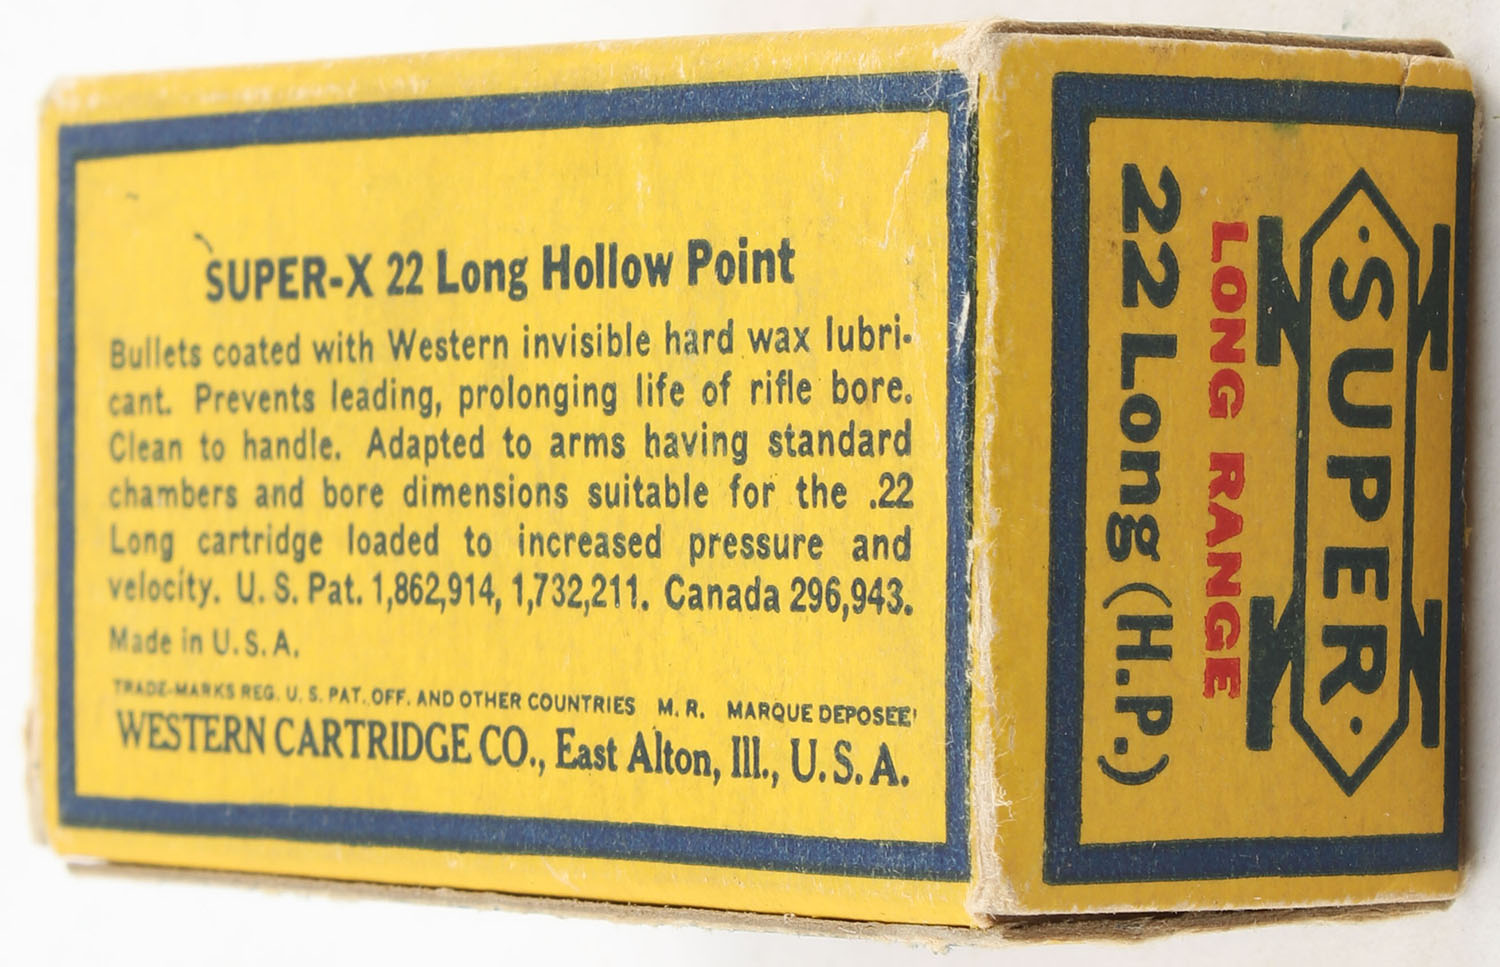 SUPER-X 22 Long Hollow Point
Bullets coated with Western invisible hard wax lubri-
cant. Prevents leading, prolonging life of rifle bore.
Clean to handle. Adapted to arms having standard
chambers and bore dimensions suitable for the .22
Long cartridge loaded to increased pressure and
velocity. U. S. Pat. 1,862,914, 1,732,211. Canada 296,943.
Made in U. S. A.
TRADE-MARKS REG. U. S. PAT. OFF. AND OTHER COUNTRIES M. R. MARQUE DEPOSEE'
WESTERN CARTRIDGE CO., East Alton, Ill., U. S. A.
·SUPER·
X
LONG RANGE
22 Long (H.P.)